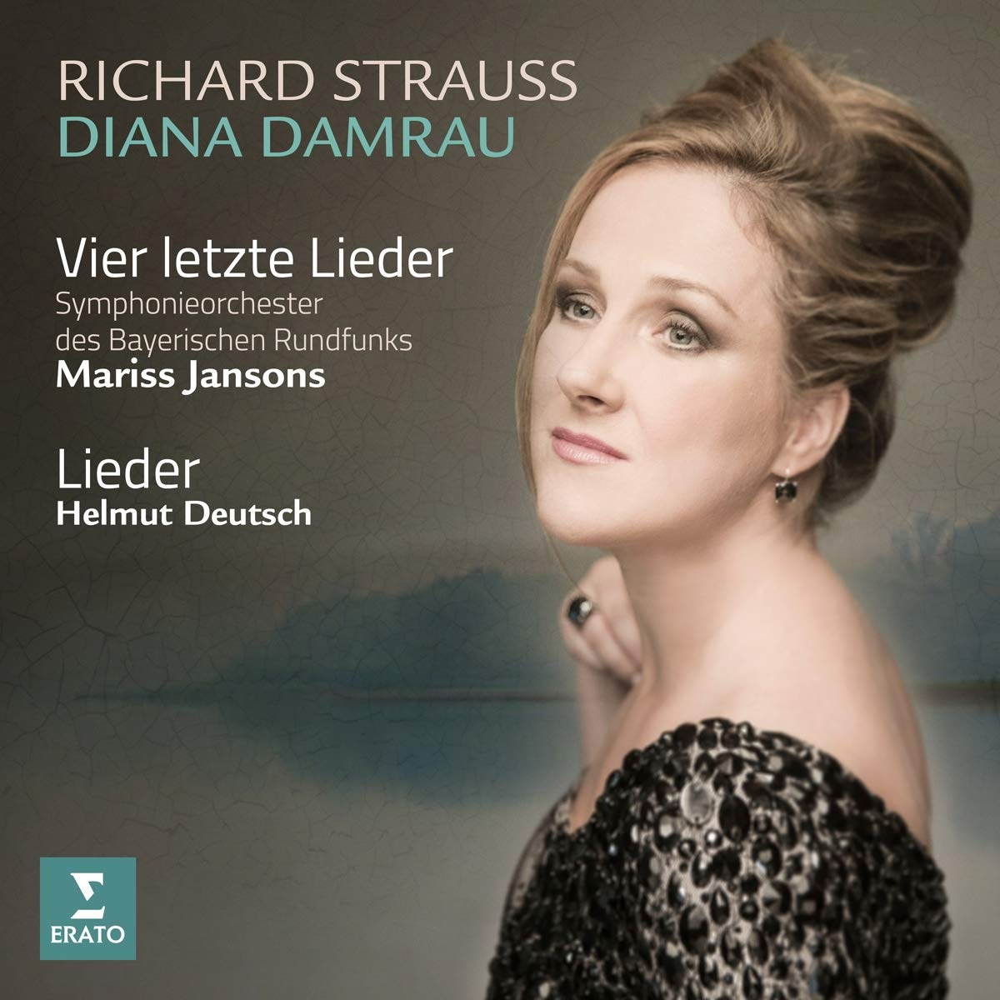 RICHARD STRAUSS
DIANA DAMRAU
Vier letzte Lieder
Symphonieorchester
des Bayerischen Rundfunks
Mariss Jansons
Lieder
Helmut Deutsch
ERATO